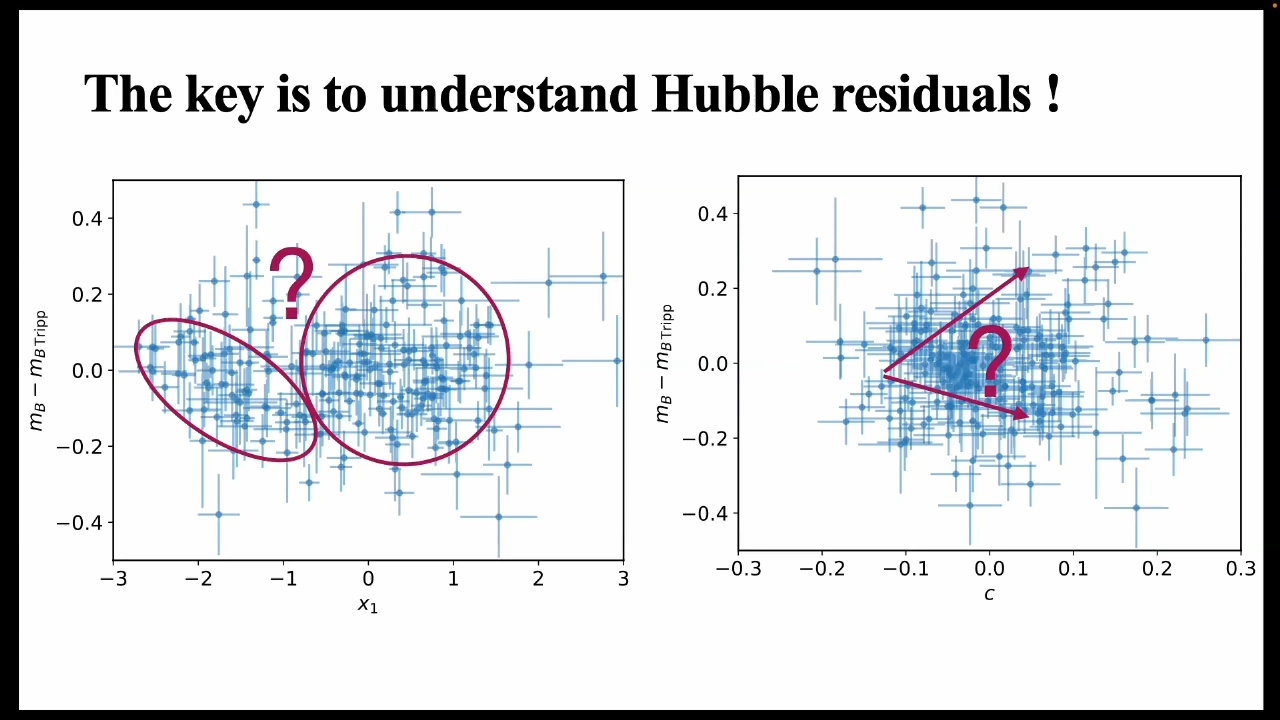 The key is to understand Hubble residuals !
?
m_B − m_{B Tripp}
0.4
0.2
0.0
−0.2
−0.4
−3 −2 −1 0 1 2 3
x_1
?
m_B − m_{B Tripp}
0.4
0.2
0.0
−0.2
−0.4
−0.3 −0.2 −0.1 0.0 0.1 0.2 0.3
c